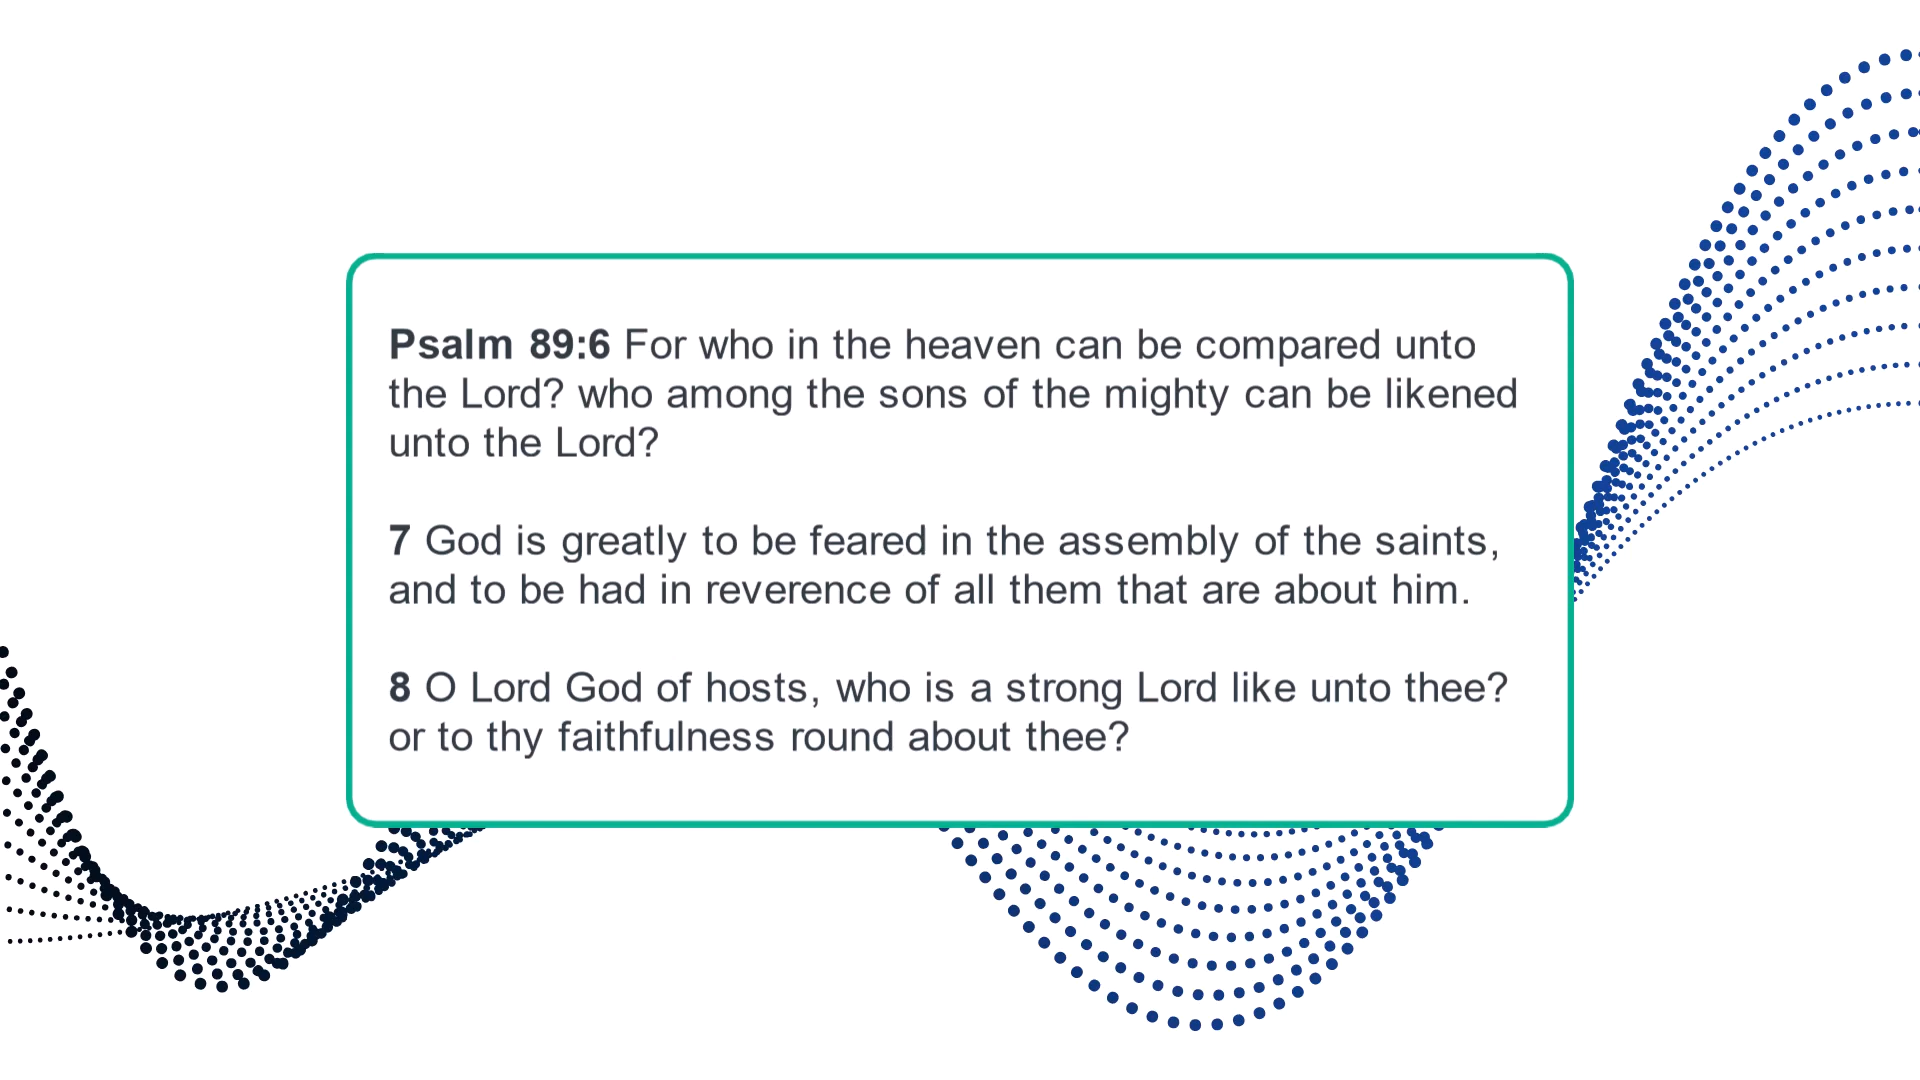 Psalm 89:6 For who in the heaven can be compared unto
the Lord? who among the sons of the mighty can be likened
unto the Lord?
7 God is greatly to be feared in the assembly of the saints,
and to be had in reverence of all them that are about him.
8 O Lord God of hosts, who is a strong Lord like unto thee?
or to thy faithfulness round about thee?